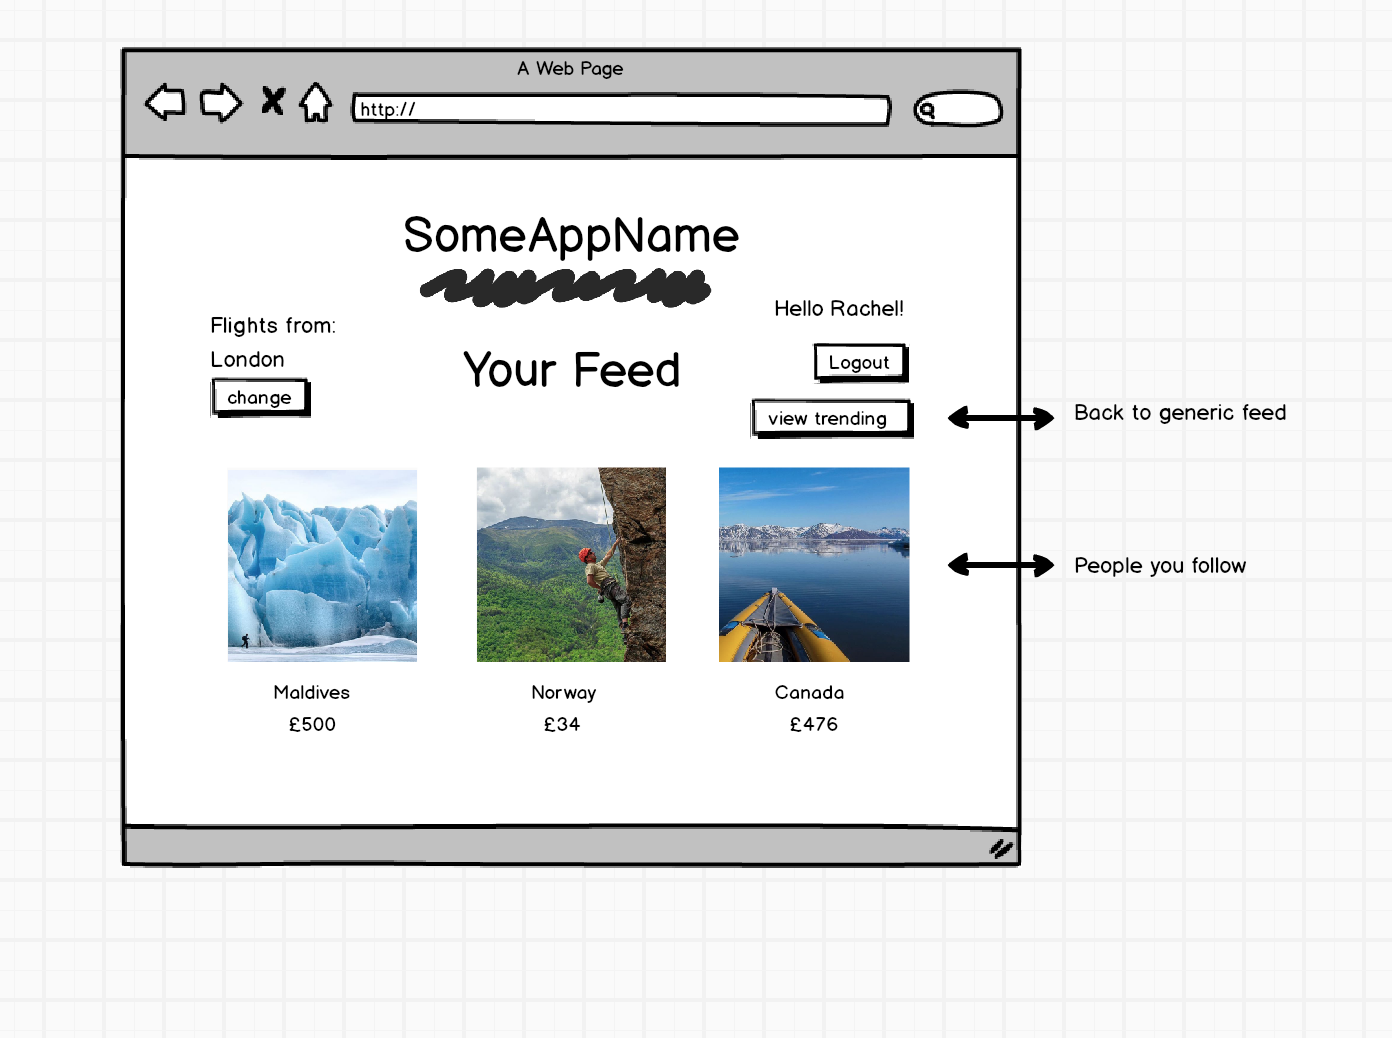 A Web Page
http://
SomeAppName
Hello Rachel!
Flights from:
London
change
Your Feed
Logout
view trending
Back to generic feed
People you follow
Maldives
£500
Norway
£34
Canada
£476